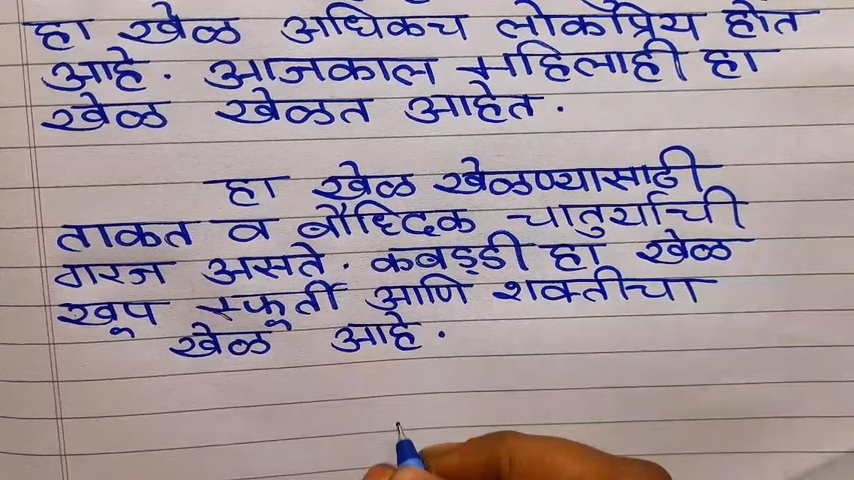 हा खेळ अधिकच लोकप्रिय होत
आहे. आजकाल महिलाही हा
खेळ खेळत आहेत.
हा खेळ खेळण्यासाठी
ताकत व बौध्दिक चातुर्याची
गरज असते. कबड्डी हा खेळ
खूप स्फूर्ती आणि शक्तीचा
खेळ आहे.